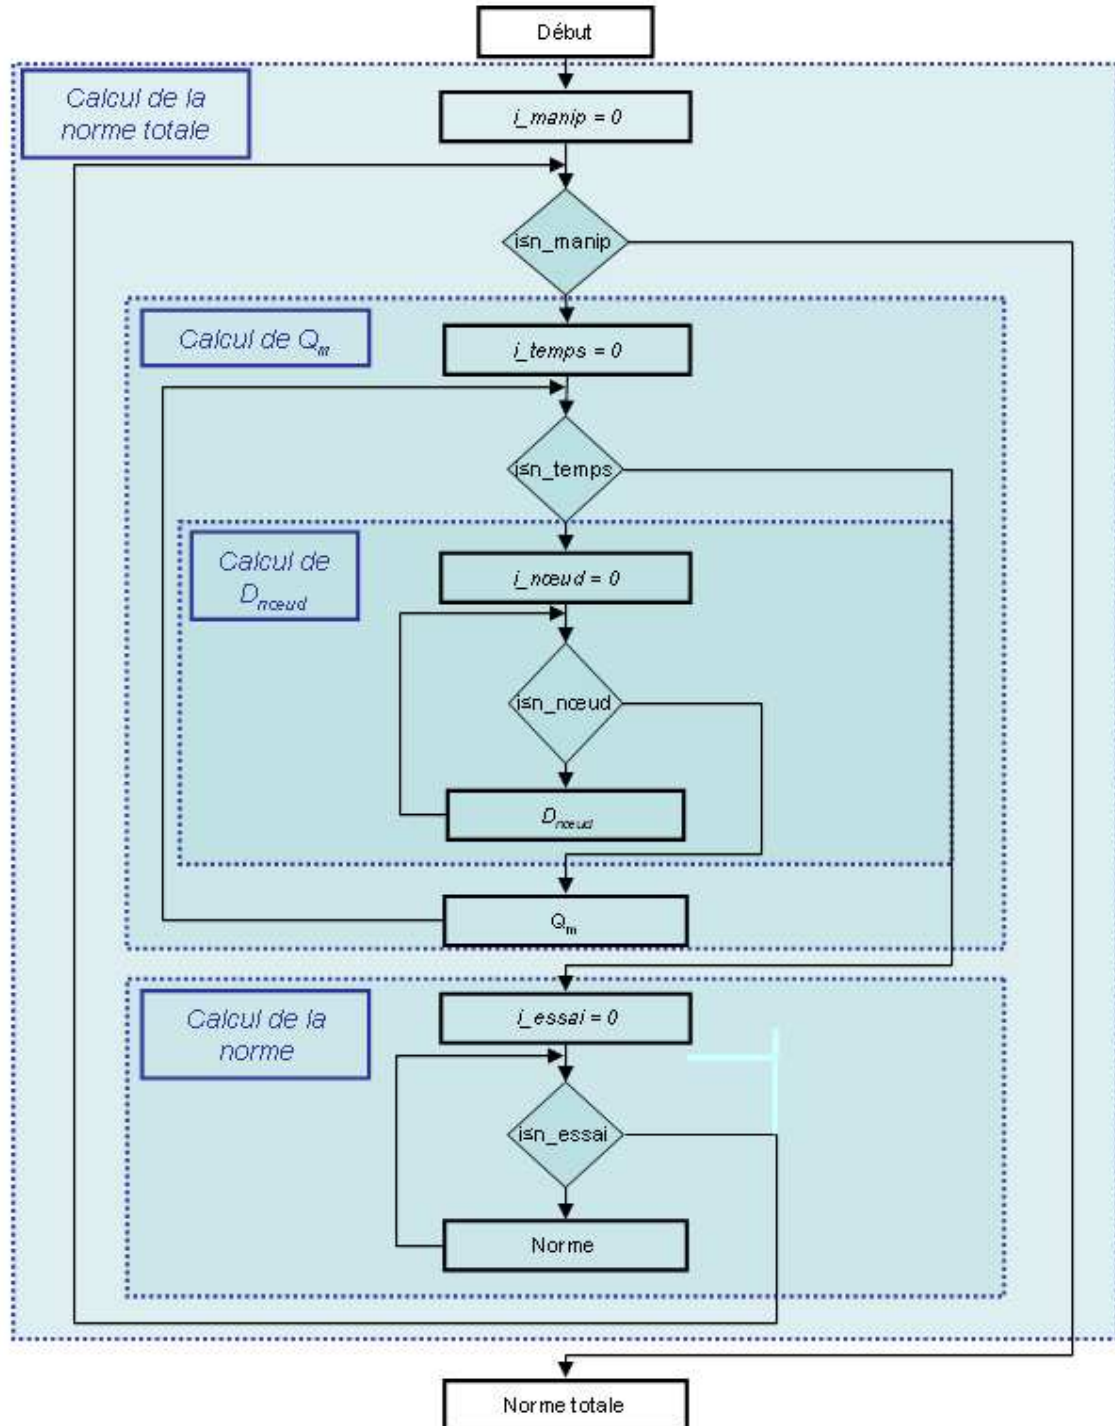 Début
Calcul de la
norme totale
i_manip = 0
i≤n_manip
Calcul de Qm
i_temps = 0
i≤n_temps
Calcul de
Dnœud
i_nœud = 0
i≤n_nœud
Dnœud
Qm
Calcul de la
norme
i_essai = 0
i≤n_essai
Norme
Norme totale